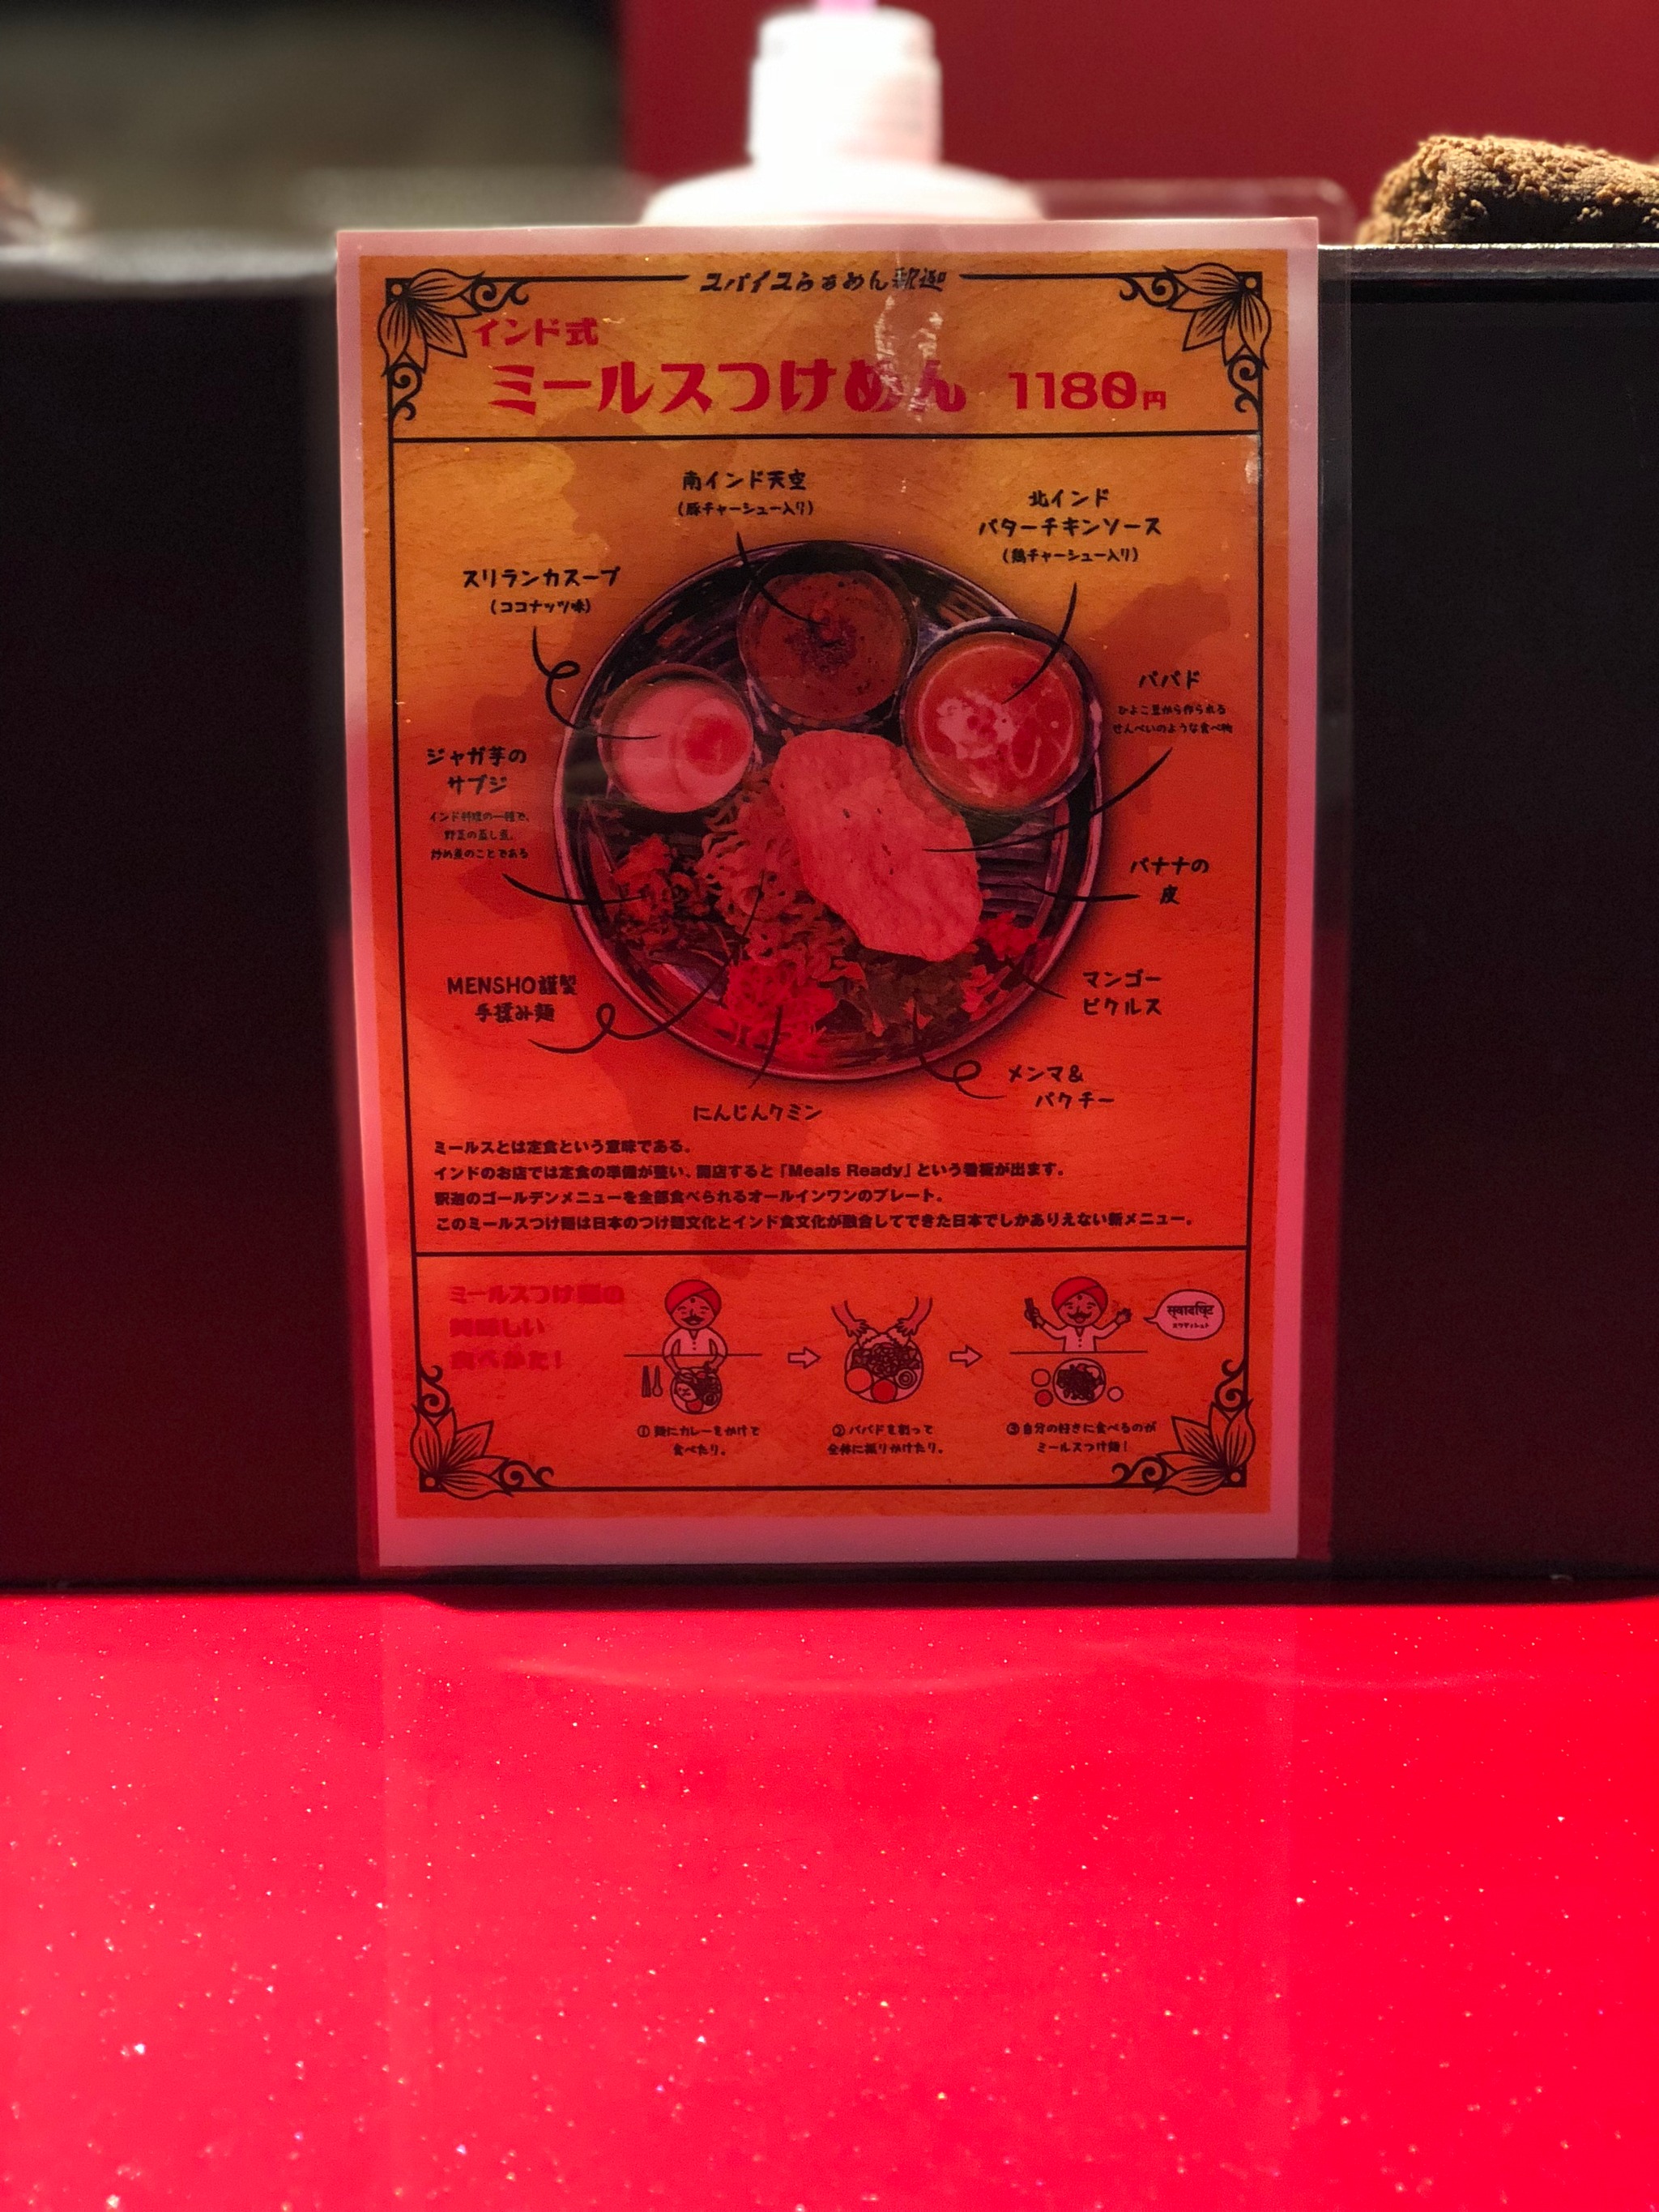 スパイスらぁめん釈迦
インド式
ミールスつけめん 1180円
南インド天空
(豚チャーシュー入り)
北インド
バターチキンソース
(鶏チャーシュー入り)
スリランカスープ
(ココナッツ味)
パパド
ひよこ豆から作られる
せんべいのような食べ物
ジャガ芋の
サブジ
インド料理の一種で、
野菜の蒸し煮、
炒め煮のことである
バナナの
皮
MENSHO謹製
手揉み麺
マンゴー
ピクルス
メンマ&
パクチー
にんじんクミン
ミールスとは定食という意味である。
インドのお店では定食の準備が整い、開店すると「Meals Ready」という看板が出ます。
釈迦のゴールデンメニューを全部食べられるオールインワンのプレート。
このミールスつけ麺は日本のつけ麺文化とインド食文化が融合してできた日本でしかありえない新メニュー。
ミールスつけ麺の
美味しい
食べかた!
①麺にカレーをかけて
食べたり。
②パパドを割って
全体に振りかけたり。
③自分の好きに食べるのが
ミールスつけ麺!